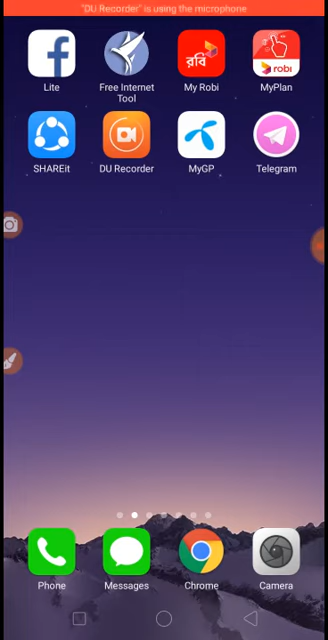 "DU Recorder" is using the microphone
রবি
robi
Lite
Free Internet
Tool
My Robi
MyPlan
SHAREit
DU Recorder
MyGP
Telegram
Phone
Messages
Chrome
Camera